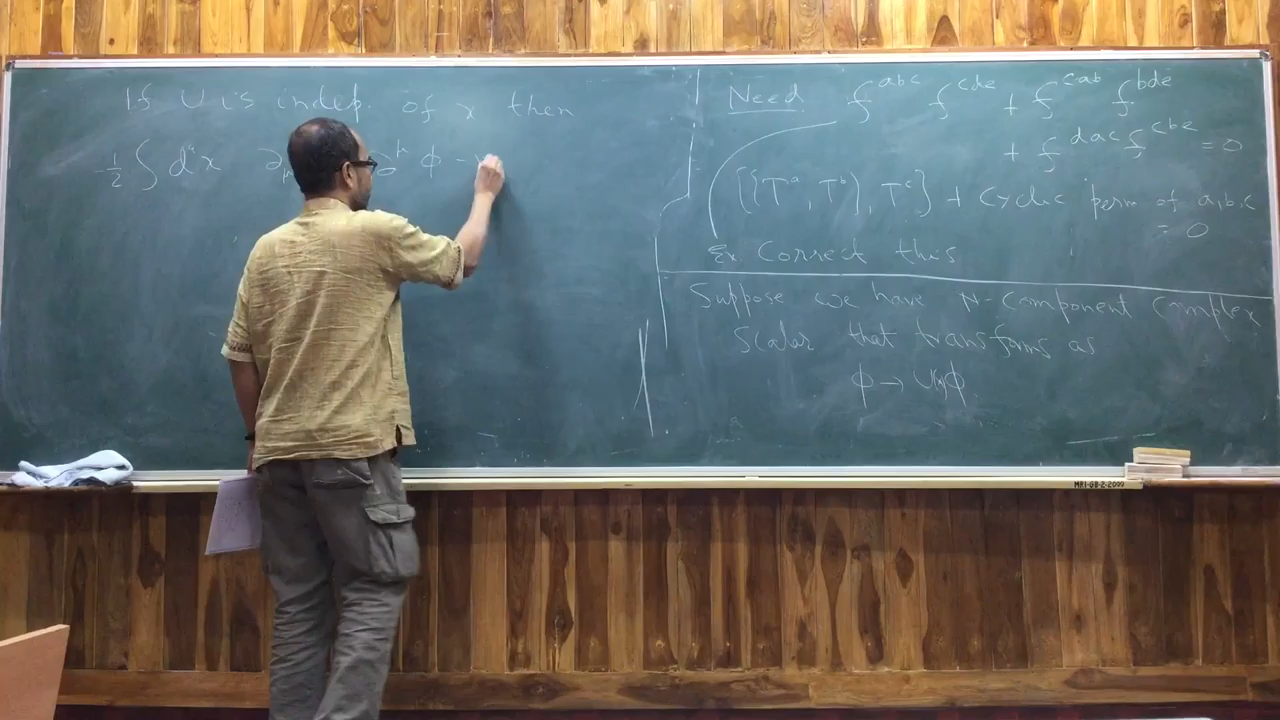 If U is indep. of x then
-1/2 ∫ d⁴x ∂_μ ∂^μ ϕ -
Need f^{abc} f^{cde} + f^{cab} f^{bde}
+ f^{dac} f^{cbe} = 0
[[T^a, T^b], T^c] + cyclic perm of a,b,c
= 0
Ex. Correct this
Suppose we have N-component complex
Scalar that transforms as
ϕ → U(x)ϕ
MRI-GB-2-2000